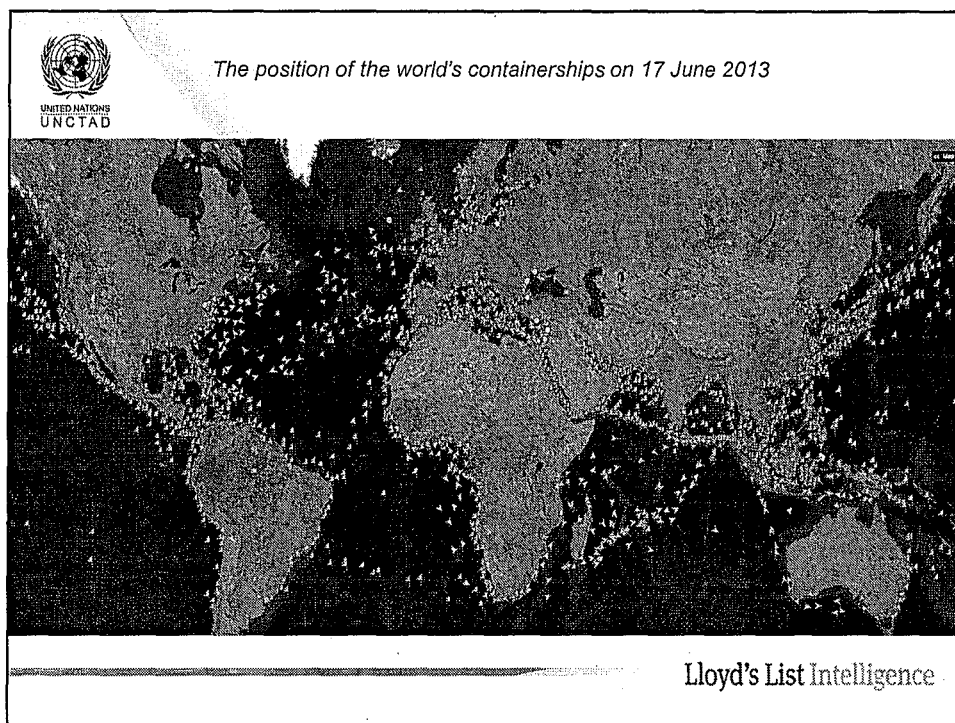 The position of the world's containerships on 17 June 2013
UNITED NATIONS
UNCTAD
Lloyd's List Intelligence